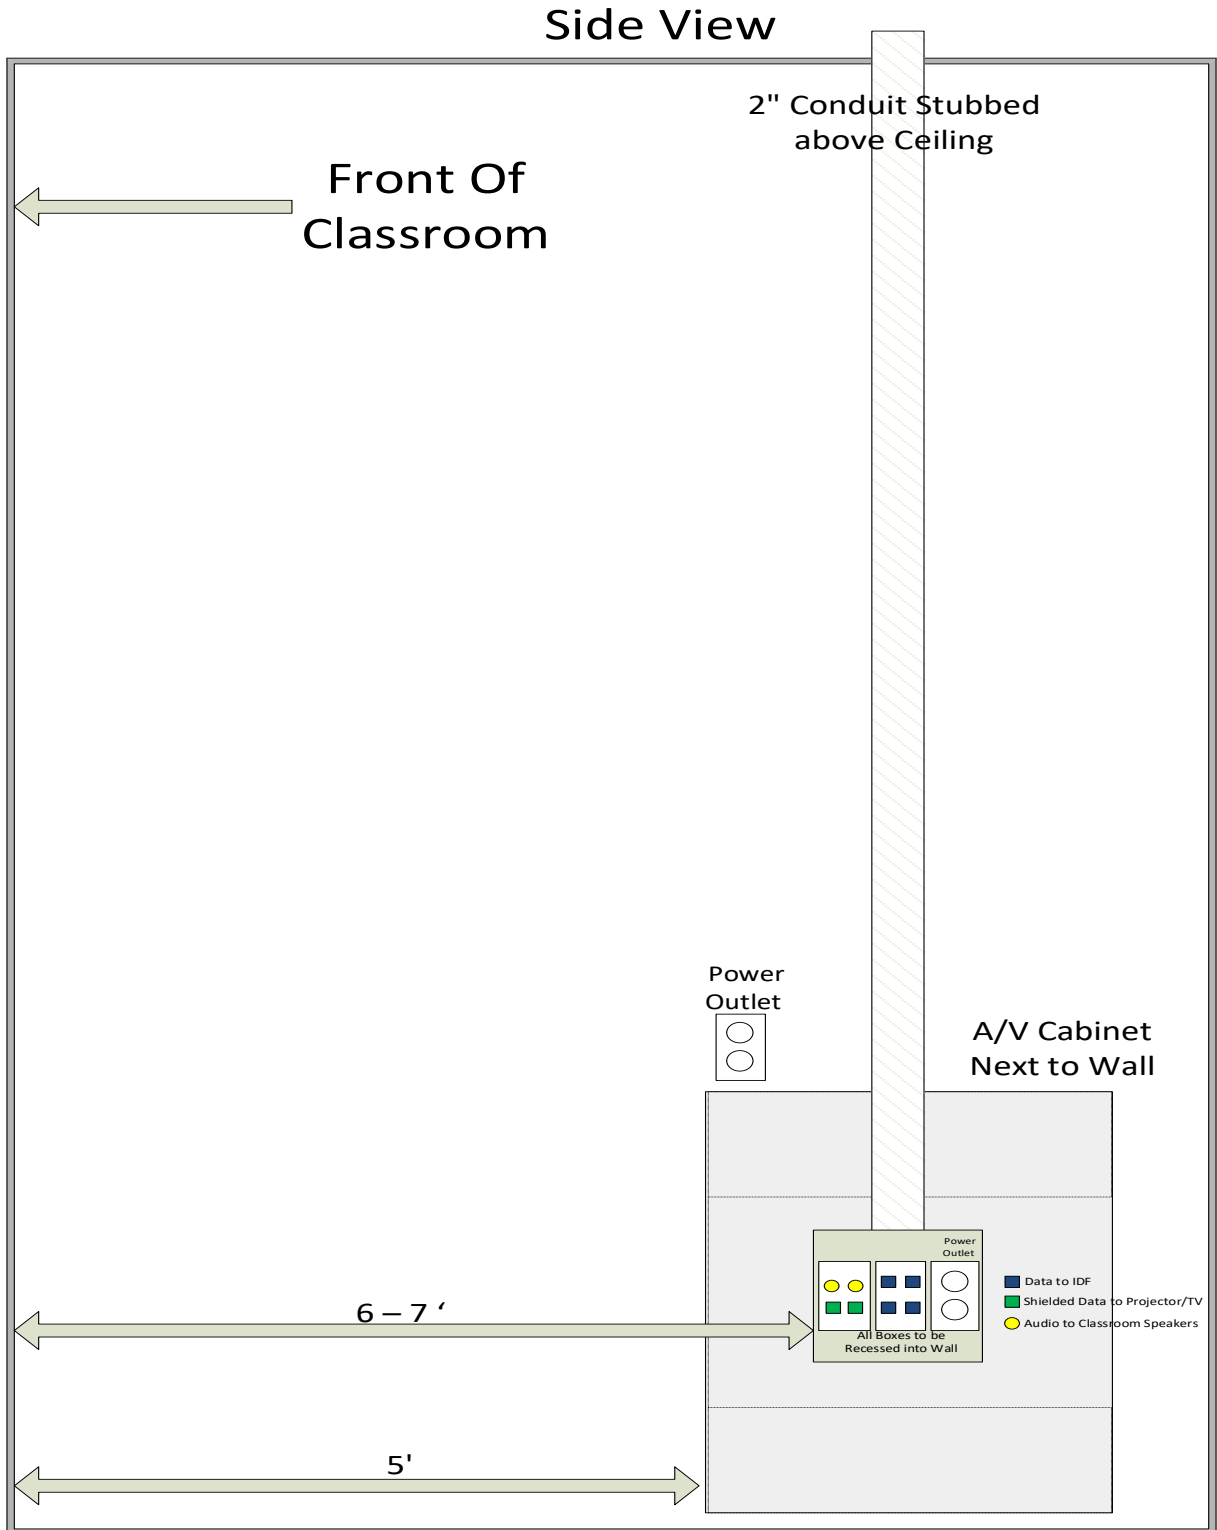 Side View
2" Conduit Stubbed
above Ceiling
Front Of
Classroom
Power
Outlet
A/V Cabinet
Next to Wall
Power
Outlet
Data to IDF
Shielded Data to Projector/TV
Audio to Classroom Speakers
6 – 7 ‘
All Boxes to be
Recessed into Wall
5'